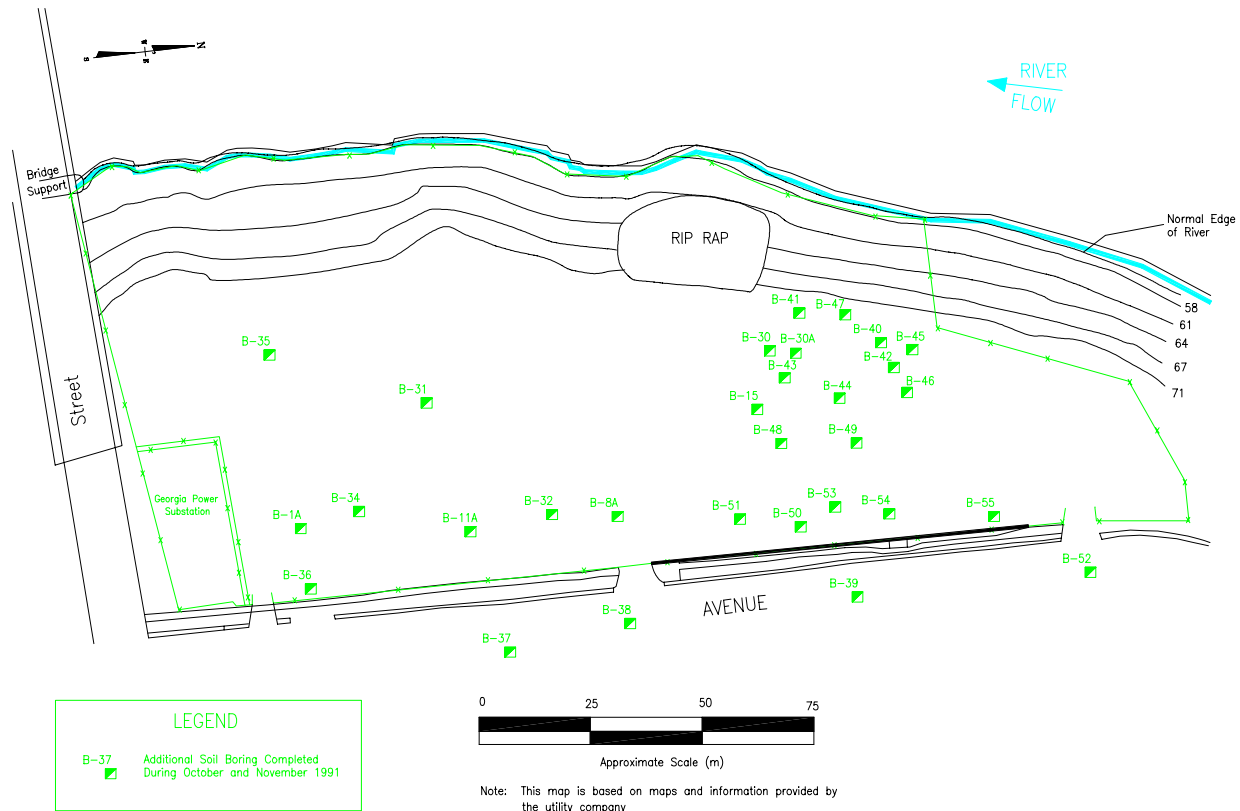 N
W
E
S
RIVER
FLOW
Bridge
Support
RIP RAP
Normal Edge
of River
58
61
64
67
71
B-41
B-47
B-35
B-30
B-30A
B-40
B-45
B-43
B-42
B-31
B-15
B-44
B-46
Street
B-48
B-49
Georgia Power
Substation
B-34
B-1A
B-11A
B-32
B-8A
B-51
B-53
B-50
B-54
B-55
B-36
B-52
B-39
AVENUE
B-38
B-37
LEGEND
B-37 Additional Soil Boring Completed
During October and November 1991
0 25 50 75
Approximate Scale (m)
Note: This map is based on maps and information provided by
the utility company